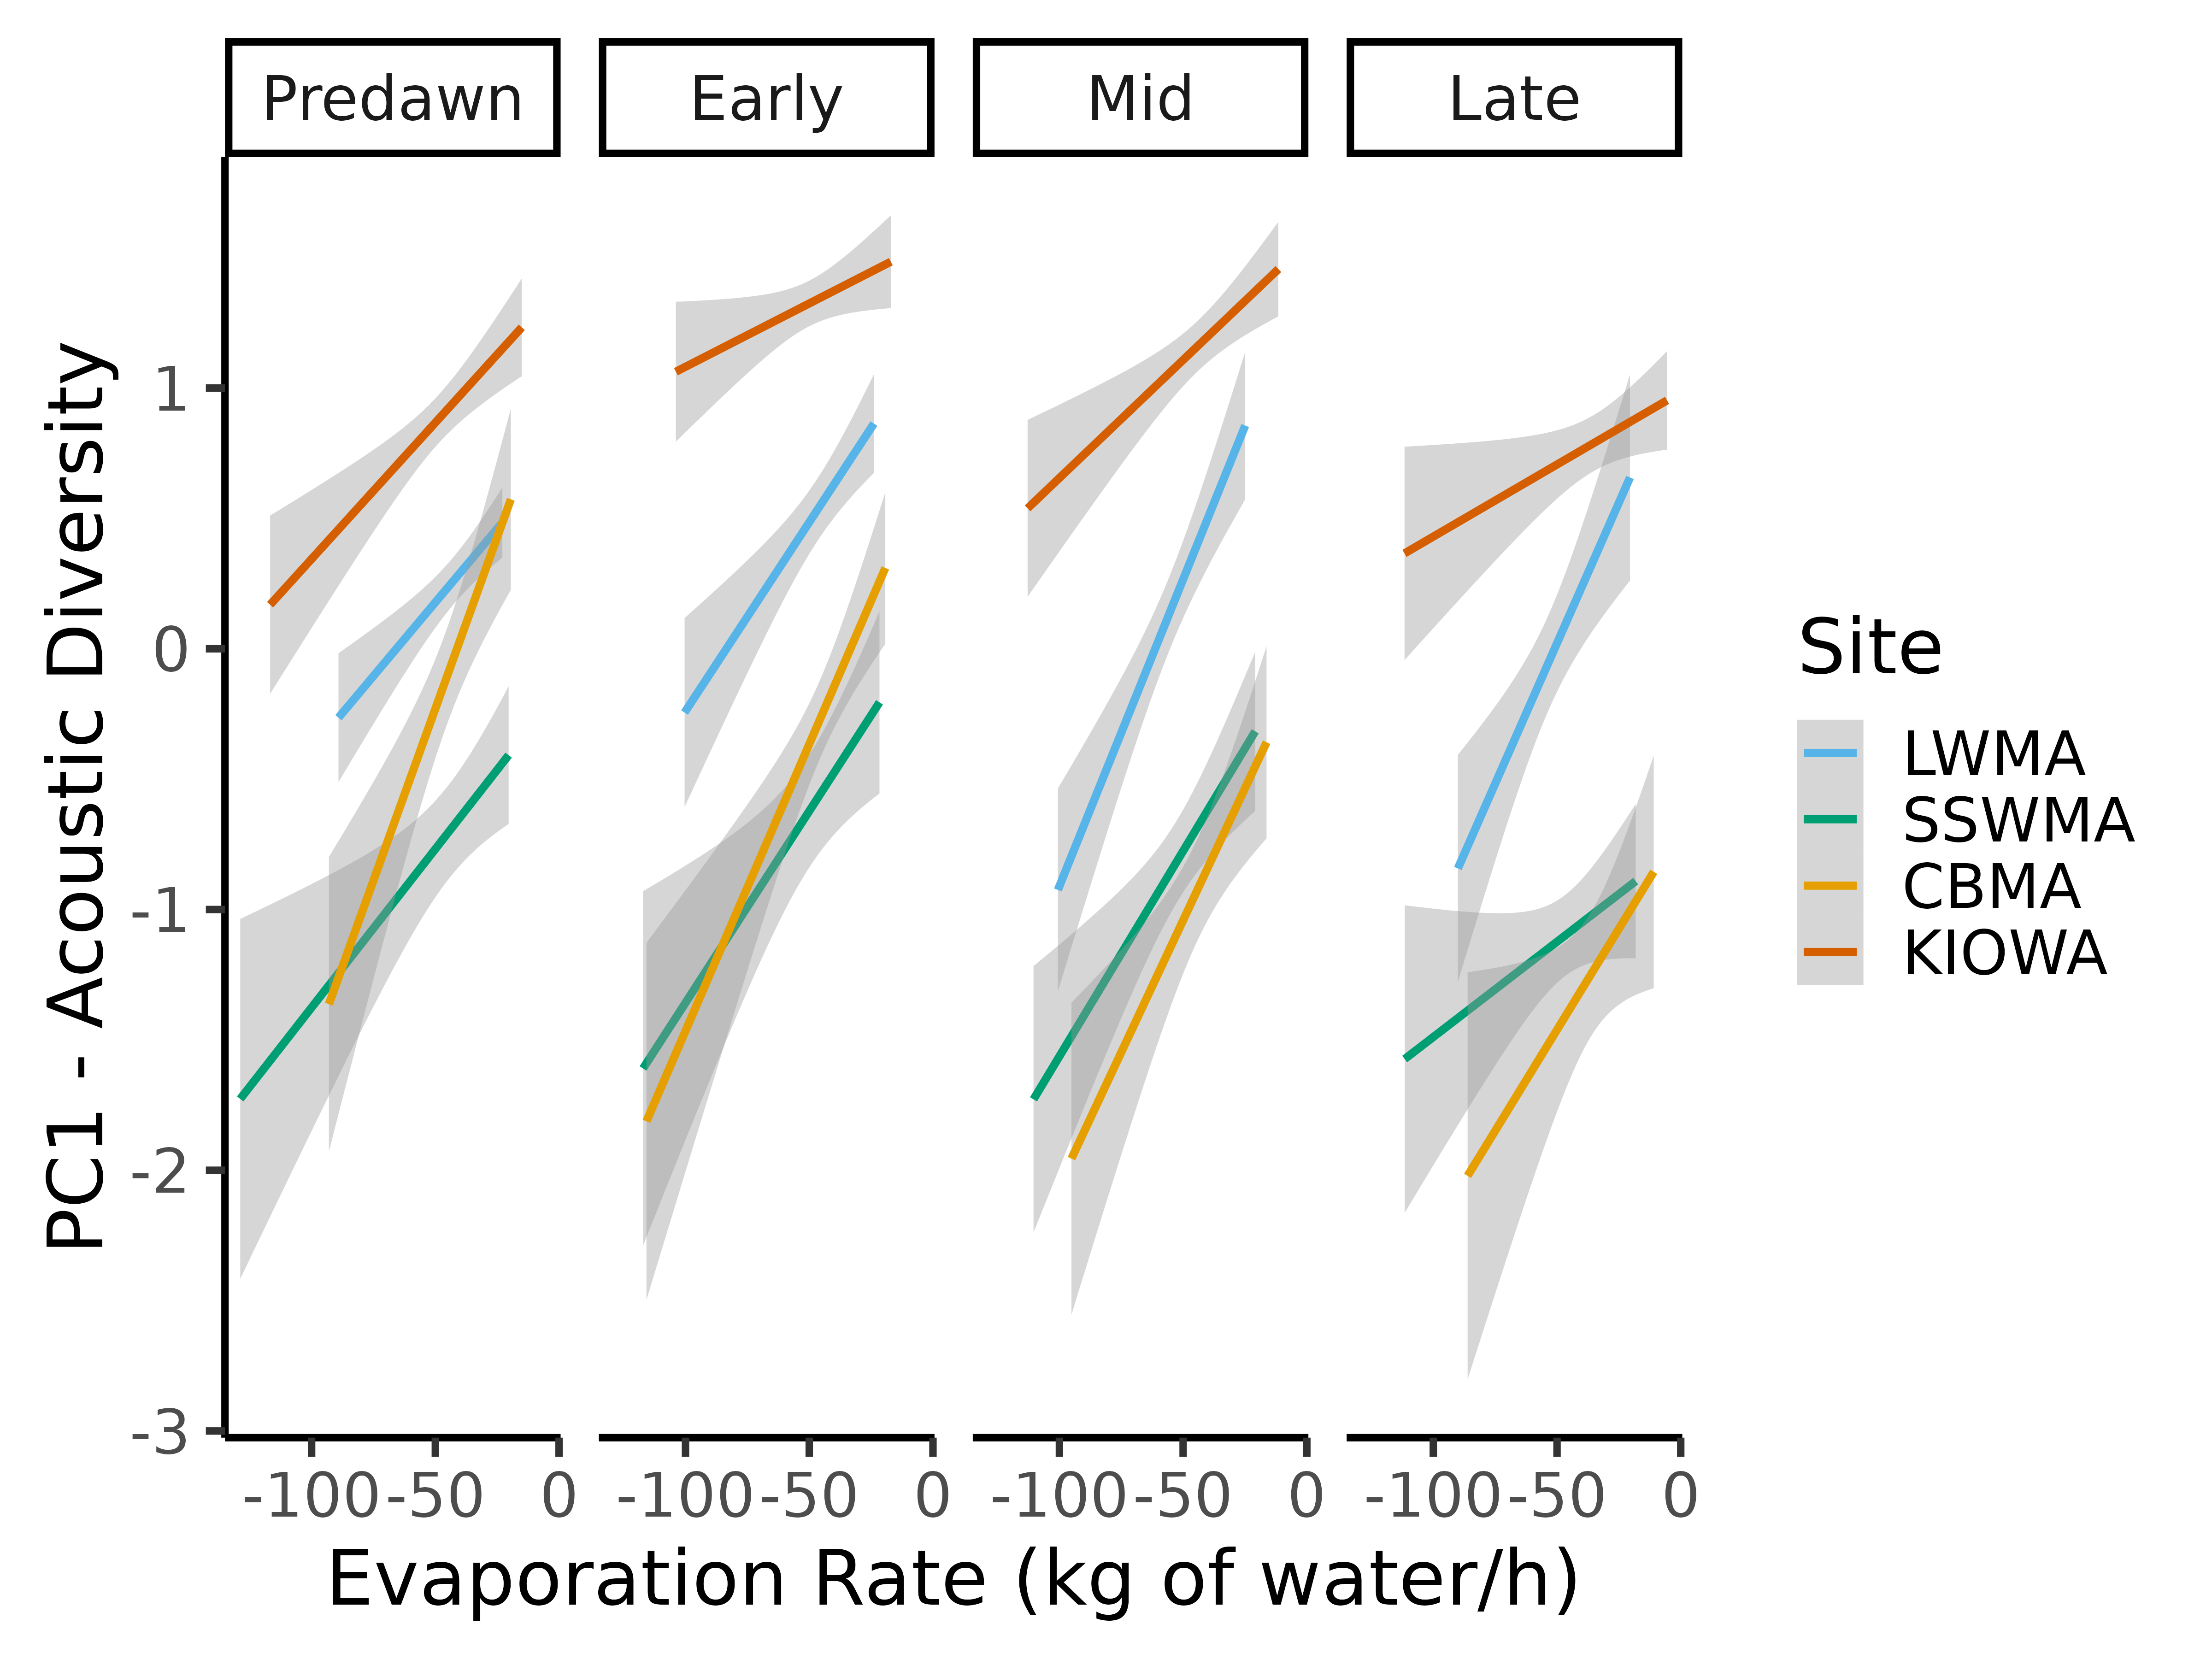 Predawn Early Mid Late
PC1 - Acoustic Diversity
1
0
-1
-2
-3
-100 -50 0 -100 -50 0 -100 -50 0 -100 -50 0
Evaporation Rate (kg of water/h)
Site
LWMA
SSWMA
CBMA
KIOWA